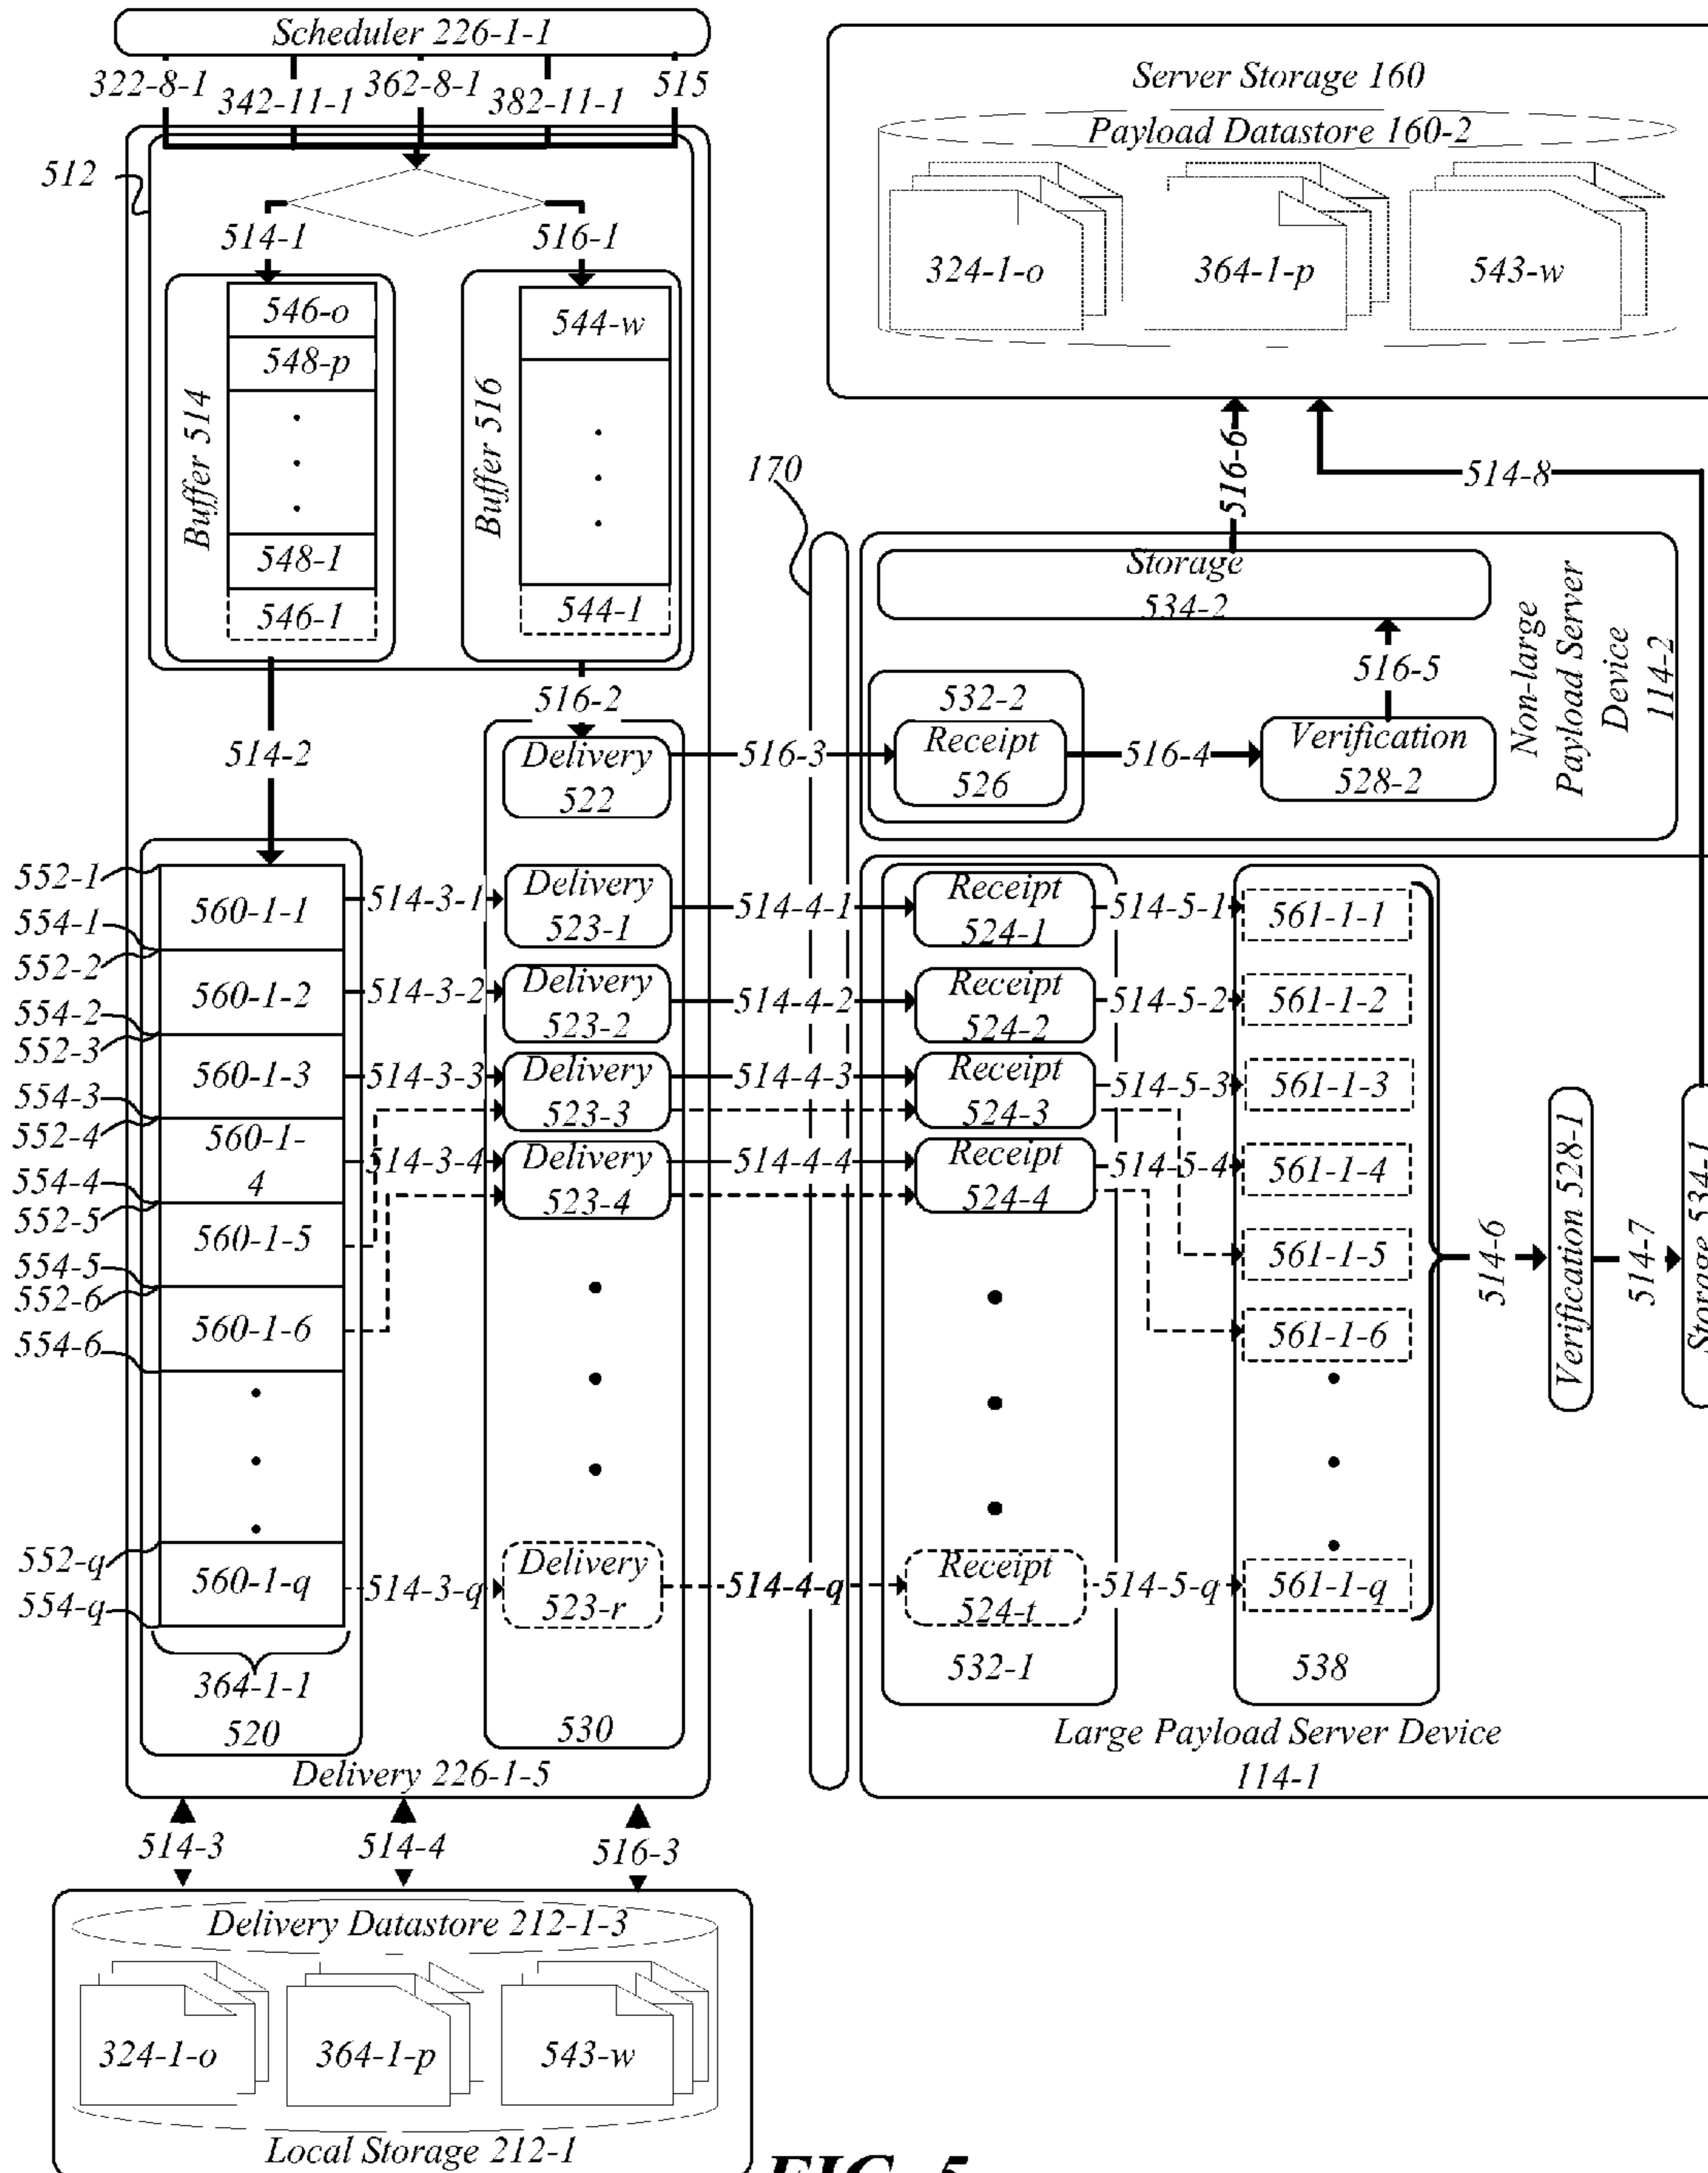 Scheduler 226-1-1
322-8-1
342-11-1
362-8-1
382-11-1
515
512
514-1
516-1
Buffer 514
546-o
548-p
548-1
546-1
Buffer 516
544-w
544-1
514-2
516-2
Server Storage 160
Payload Datastore 160-2
324-1-o
364-1-p
543-w
516-6
514-8
170
Storage
534-2
516-5
532-2
Receipt
526
516-4
Verification
528-2
Non-large
Payload Server
Device
114-2
Delivery
522
516-3
552-1
554-1
552-2
554-2
552-3
554-3
552-4
554-4
552-5
554-5
552-6
554-6
552-q
554-q
560-1-1
560-1-2
560-1-3
560-1-
4
560-1-5
560-1-6
560-1-q
364-1-1
520
514-3-1
514-3-2
514-3-3
514-3-4
514-3-q
Delivery
523-1
Delivery
523-2
Delivery
523-3
Delivery
523-4
Delivery
523-r
530
Delivery 226-1-5
514-4-1
514-4-2
514-4-3
514-4-4
514-4-q
Receipt
524-1
Receipt
524-2
Receipt
524-3
Receipt
524-4
Receipt
524-t
532-1
514-5-1
514-5-2
514-5-3
514-5-4
514-5-q
561-1-1
561-1-2
561-1-3
561-1-4
561-1-5
561-1-6
561-1-q
538
514-6
Verification 528-1
514-7
Storage 534-1
Large Payload Server Device
114-1
514-3
514-4
516-3
Delivery Datastore 212-1-3
324-1-o
364-1-p
543-w
Local Storage 212-1
FIG. 5